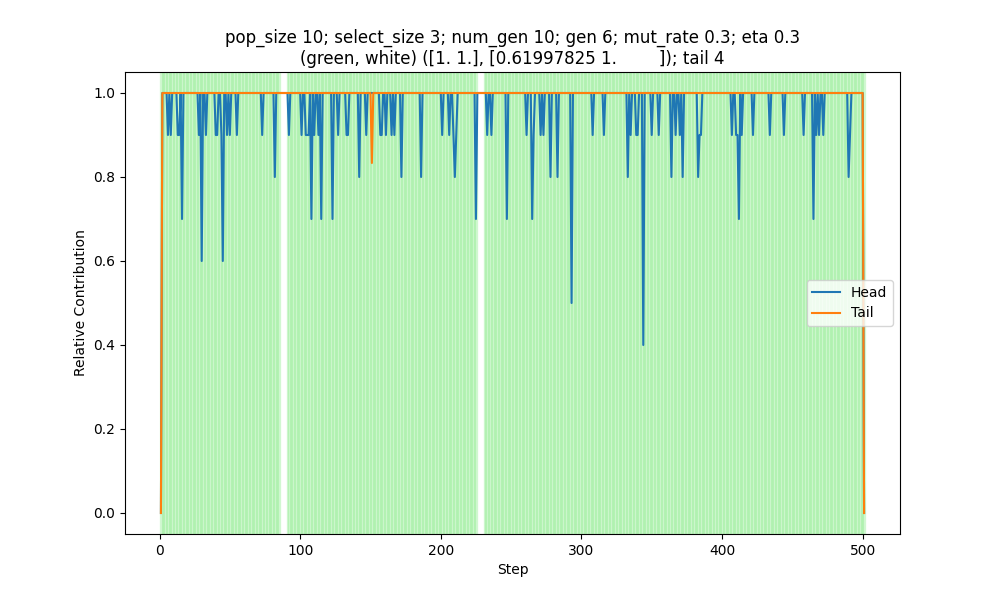 pop_size 10; select_size 3; num_gen 10; gen 6; mut_rate 0.3; eta 0.3
(green, white) ([1. 1.], [0.61997825 1.         ]); tail 4
Relative Contribution
1.0
0.8
0.6
0.4
0.2
0.0
Head
Tail
0
100
200
300
400
500
Step